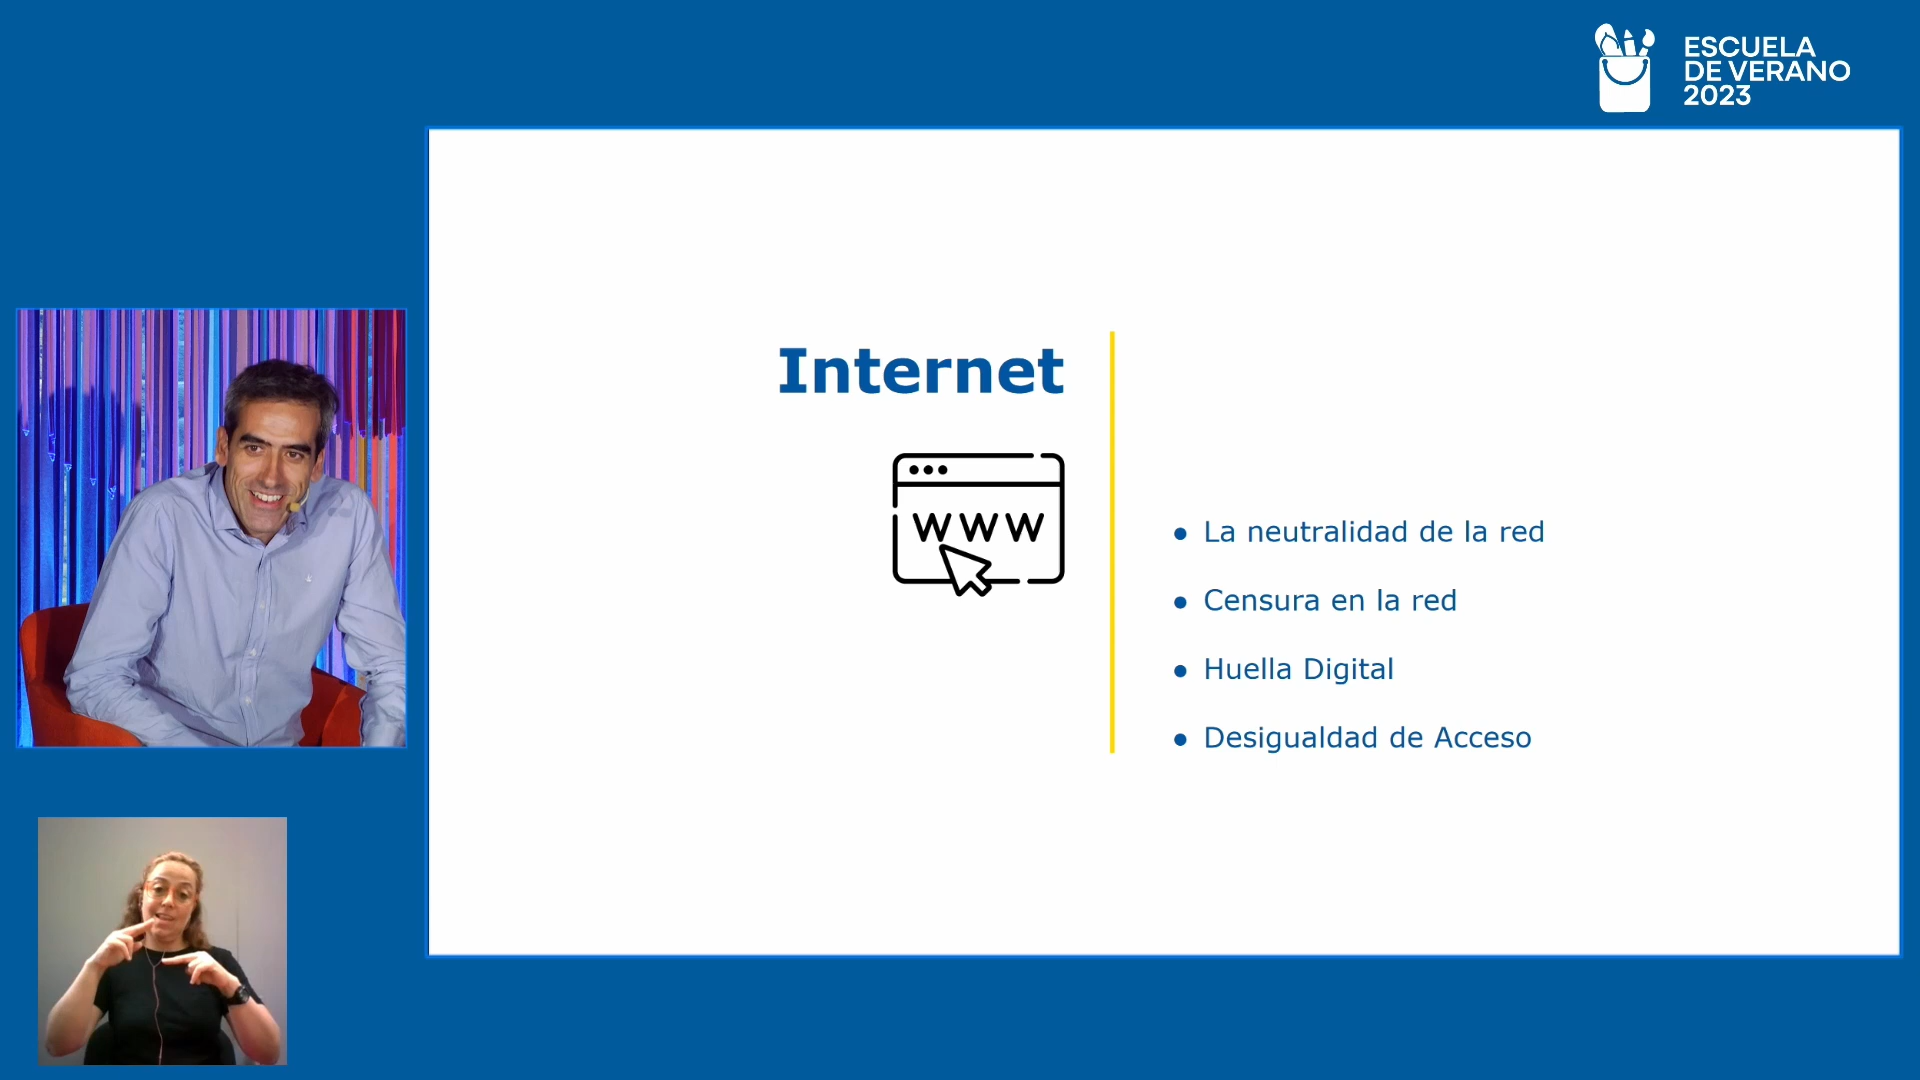 ESCUELA
DE VERANO
2023
Internet
WWW
● La neutralidad de la red
● Censura en la red
● Huella Digital
● Desigualdad de Acceso